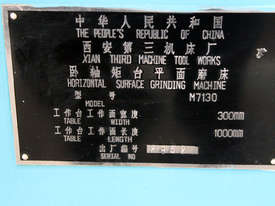 中华人民共和国
THE PEOPLE'S REPUBLIC OF CHINA
西安第三机床厂
XIAN THIRD MACHINE TOOL WORKS
卧轴矩台平面磨床
HORIZONTAL SURFACE GRINDING MACHINE
型 号 M7130
MODEL
工作台工作面宽度 300mm
TABLE WIDTH
工作台工作面长度 1000mm
TABLE LENGTH
出厂编号
SERIAL NO